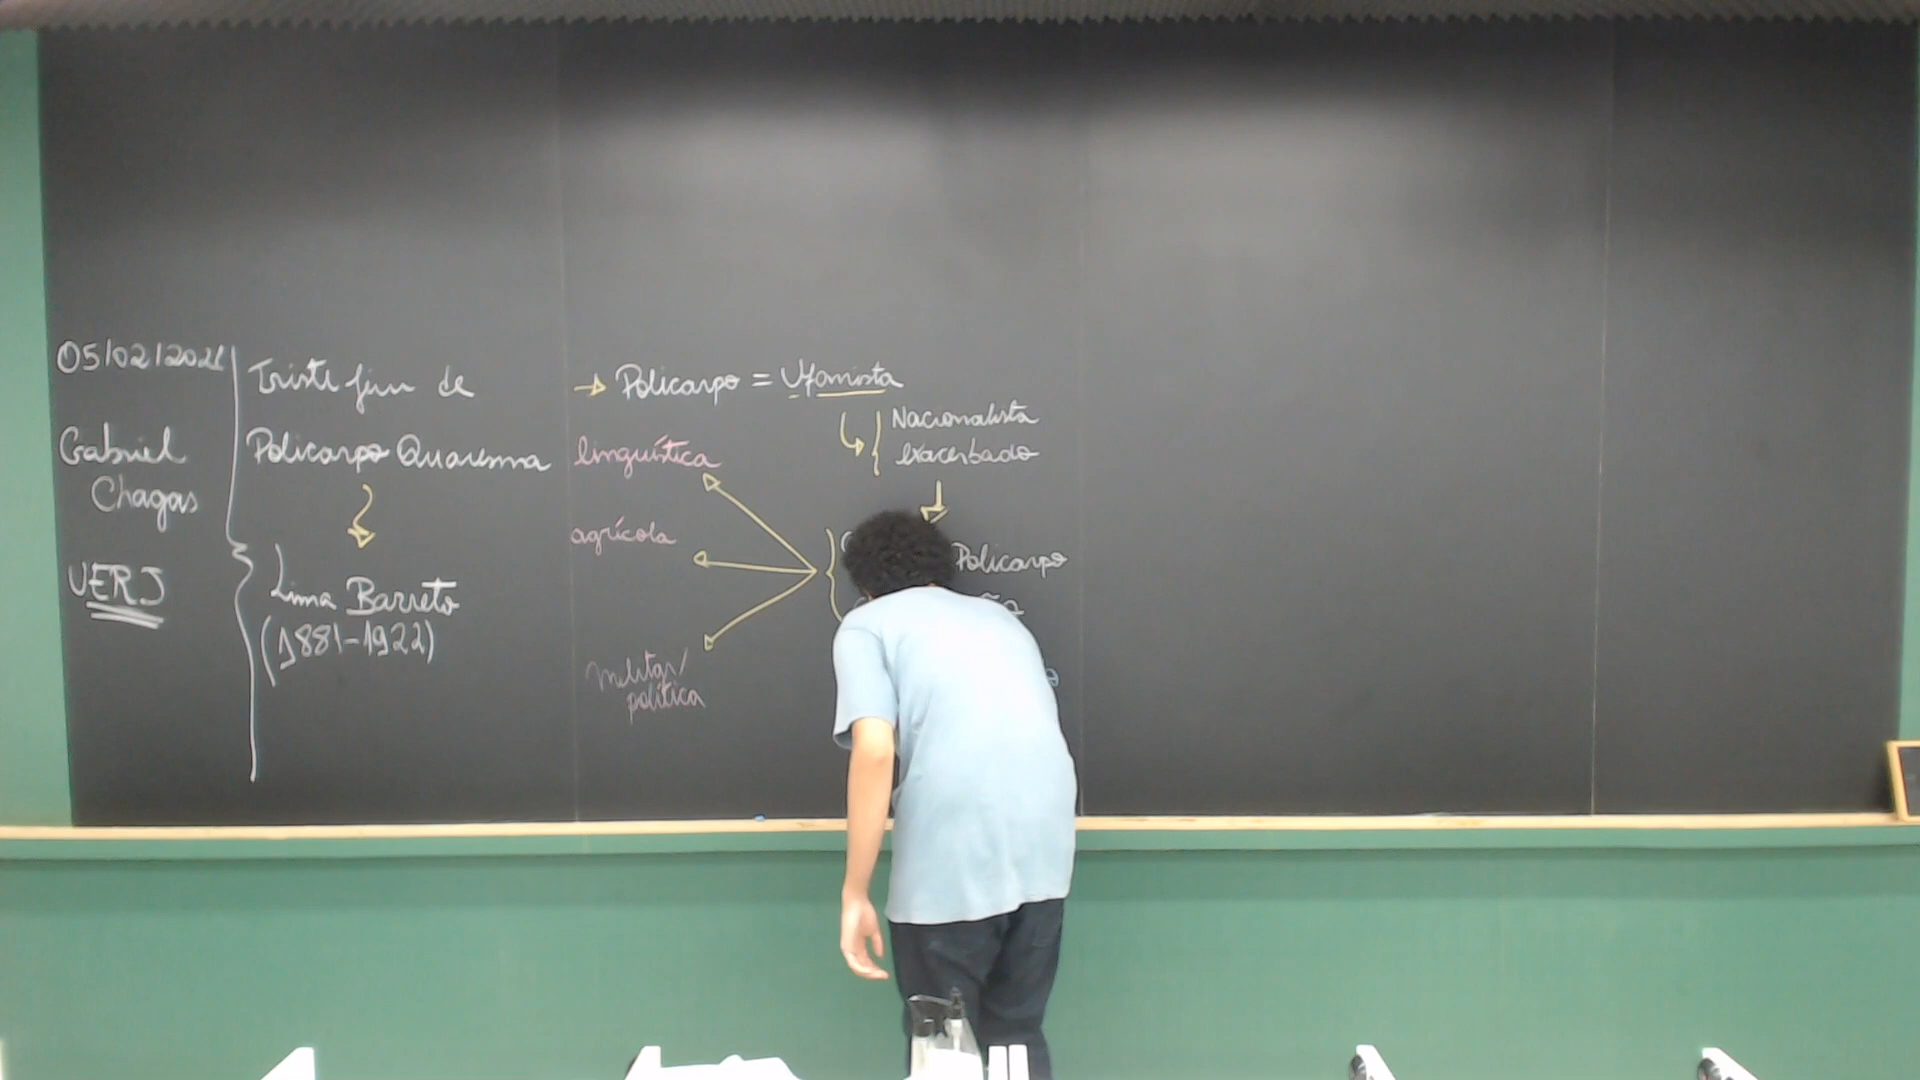 05/02/2021
Gabriel
Chagas
UERJ
Triste fim de
Policarpo Quaresma
Lima Barreto
(1881-1922)
→ Policarpo = Ufanista
Nacionalista
exacerbado
linguística
agrícola
militar/
política
Policarpo